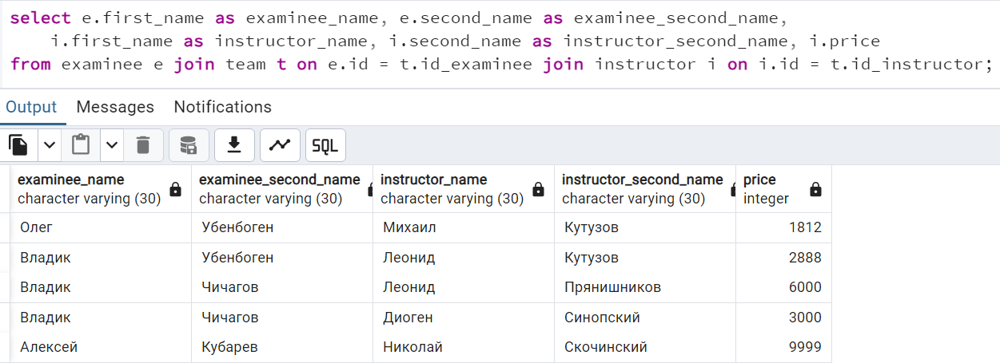 select e.first_name as examinee_name, e.second_name as examinee_second_name,
i.first_name as instructor_name, i.second_name as instructor_second_name, i.price
from examinee e join team t on e.id = t.id_examinee join instructor i on i.id = t.id_instructor;
Output Messages Notifications
SQL
examinee_name examinee_second_name instructor_name instructor_second_name price
character varying (30) character varying (30) character varying (30) character varying (30) integer
Олег Убенбоген Михаил Кутузов 1812
Владик Убенбоген Леонид Кутузов 2888
Владик Чичагов Леонид Прянишников 6000
Владик Чичагов Диоген Синопский 3000
Алексей Кубарев Николай Скочинский 9999